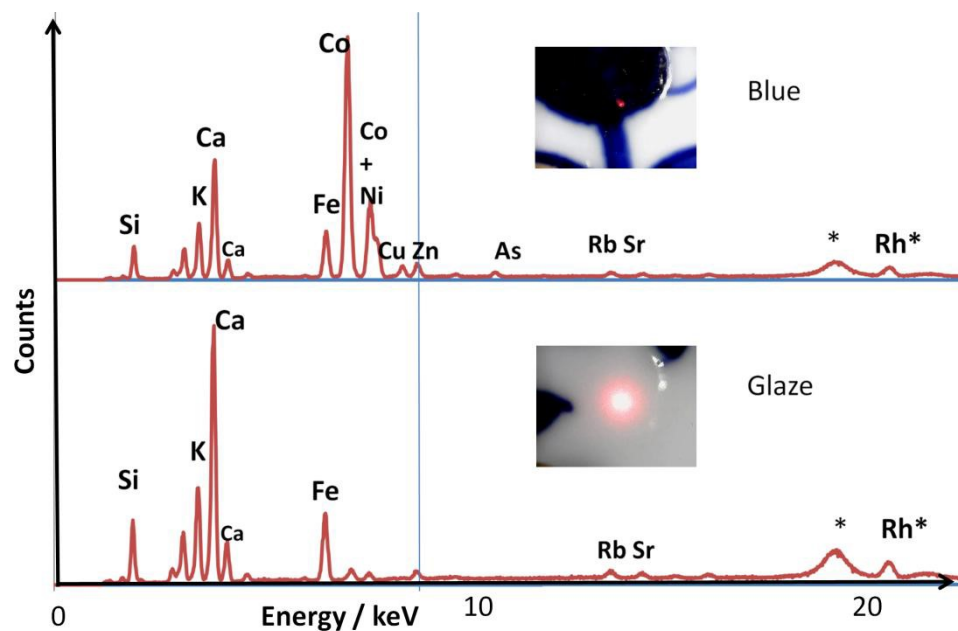 Co
Blue
Ca
Co
+
Ni
K
Fe
Si
Ca
Cu Zn
As
Rb Sr
*
Rh*
Counts
Ca
Glaze
K
Si
Fe
Ca
Rb Sr
*
Rh*
0
Energy / keV
10
20